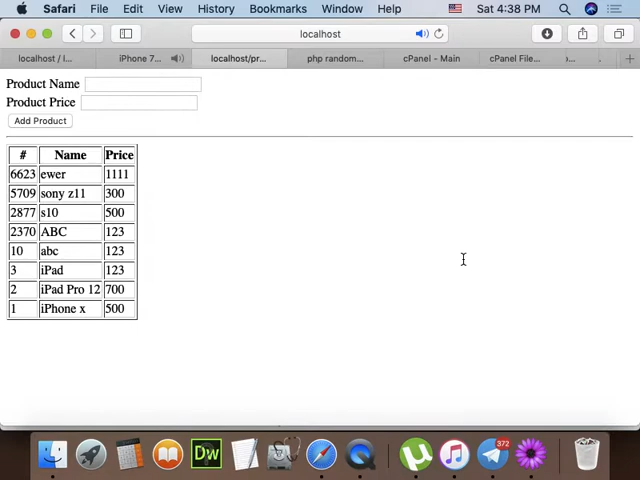 Safari File Edit View History Bookmarks Window Help Sat 4:38 PM
localhost
localhost / l... iPhone 7... localhost/pr... php random... cPanel - Main cPanel File...
Product Name
Product Price
Add Product
# Name Price
6623 ewer 1111
5709 sony z11 300
2877 s10 500
2370 ABC 123
10 abc 123
3 iPad 123
2 iPad Pro 12 700
1 iPhone x 500
Dw 372